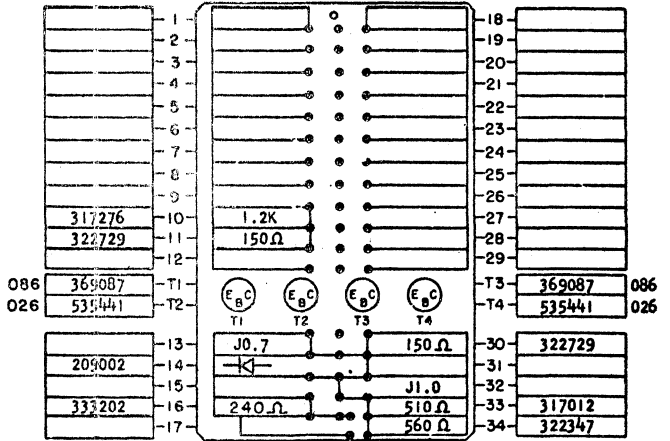 1 18
2 19
3 20
4 21
5 22
6 23
7 24
8 25
9 26
317276 10 1.2K 27
322729 11 150Ω 28
12 29
086 369087 T1 E B C E B C E B C E B C T3 369087 086
026 535441 T2 T1 T2 T3 T4 T4 535441 026
13 J0.7 150Ω 30 322729
209002 14 31
15 J1.0 32
333202 16 240Ω 510Ω 33 317012
17 560Ω 34 322347